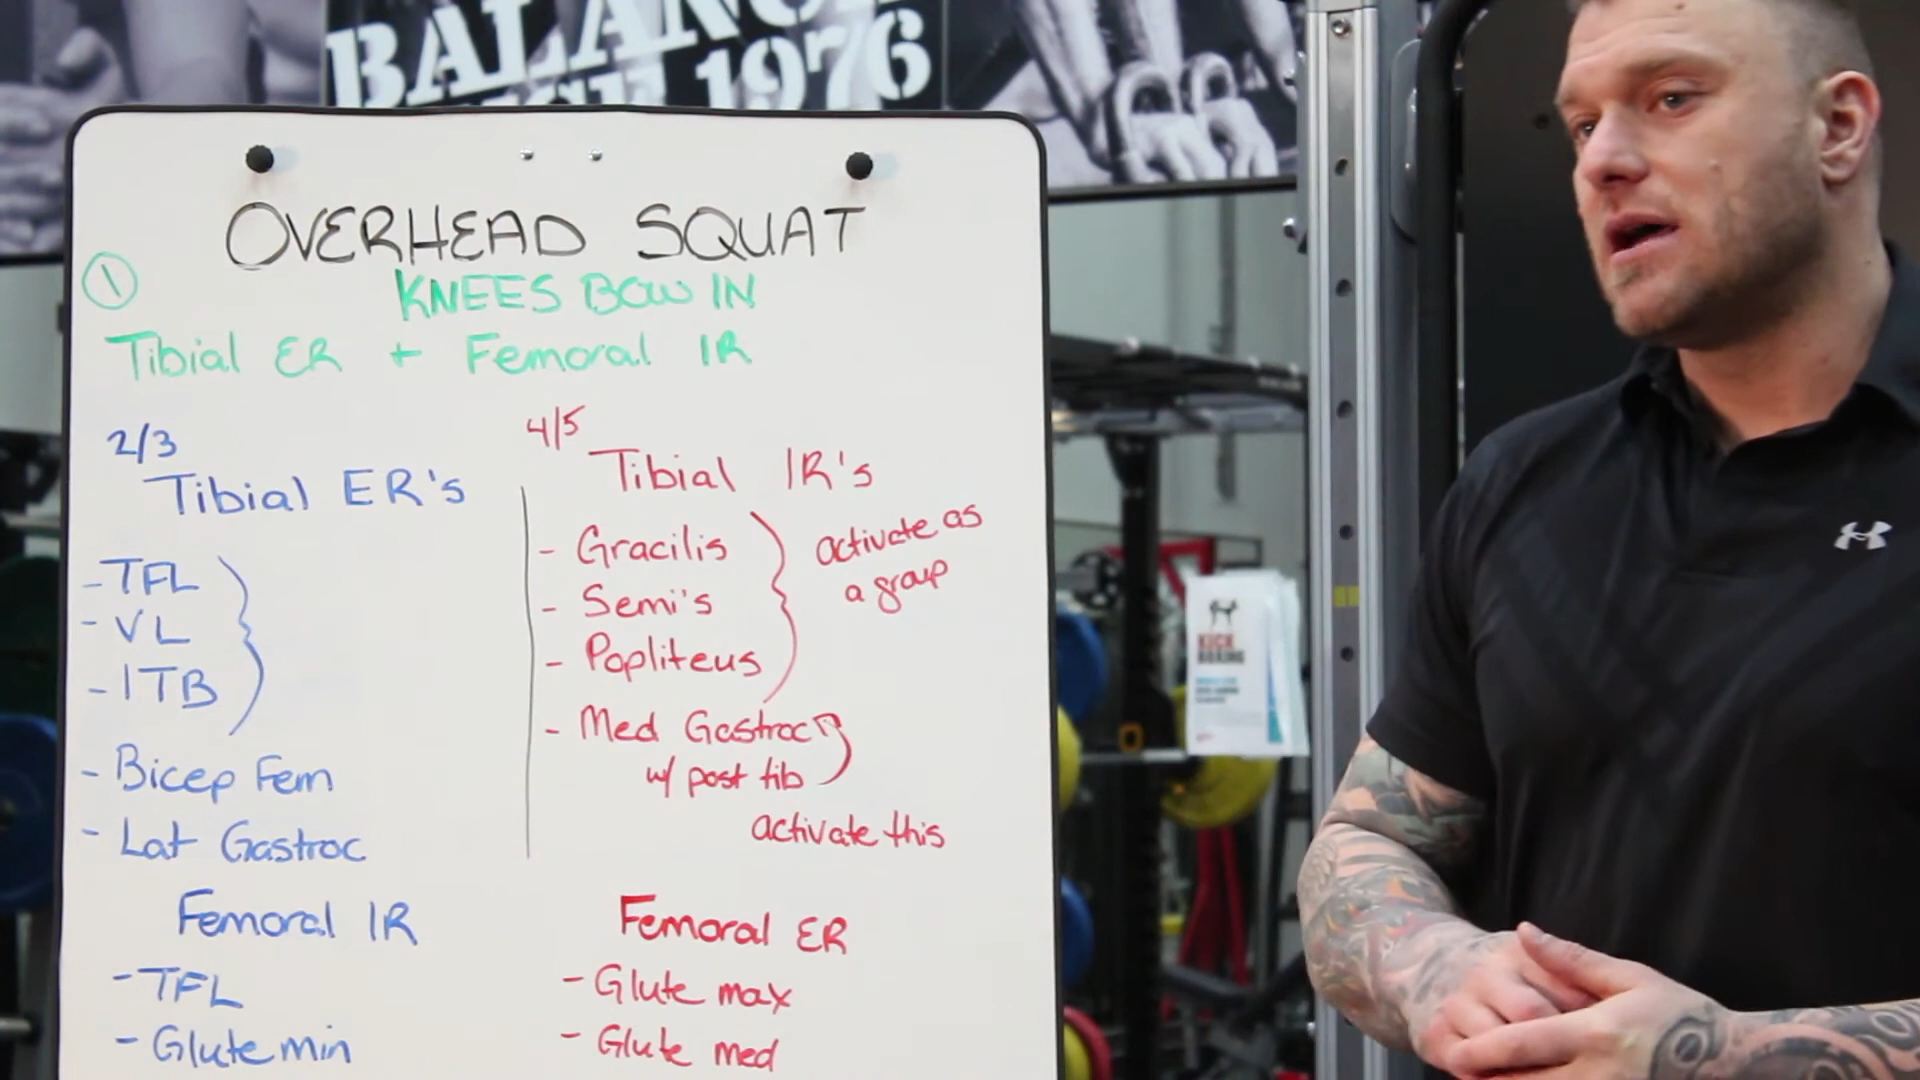 BALANC
1976
OVERHEAD SQUAT
① KNEES BOW IN
Tibial ER + Femoral IR
2/3
Tibial ER's
- TFL
- VL
- ITB
- Bicep Fem
- Lat Gastroc
Femoral IR
- TFL
- Glute min
4/5
Tibial IR's
- Gracilis
- Semi's
- Popliteus
activate as
a group
- Med Gastroc
w/ post tib
activate this
Femoral ER
- Glute max
- Glute med
KICK
BOXING